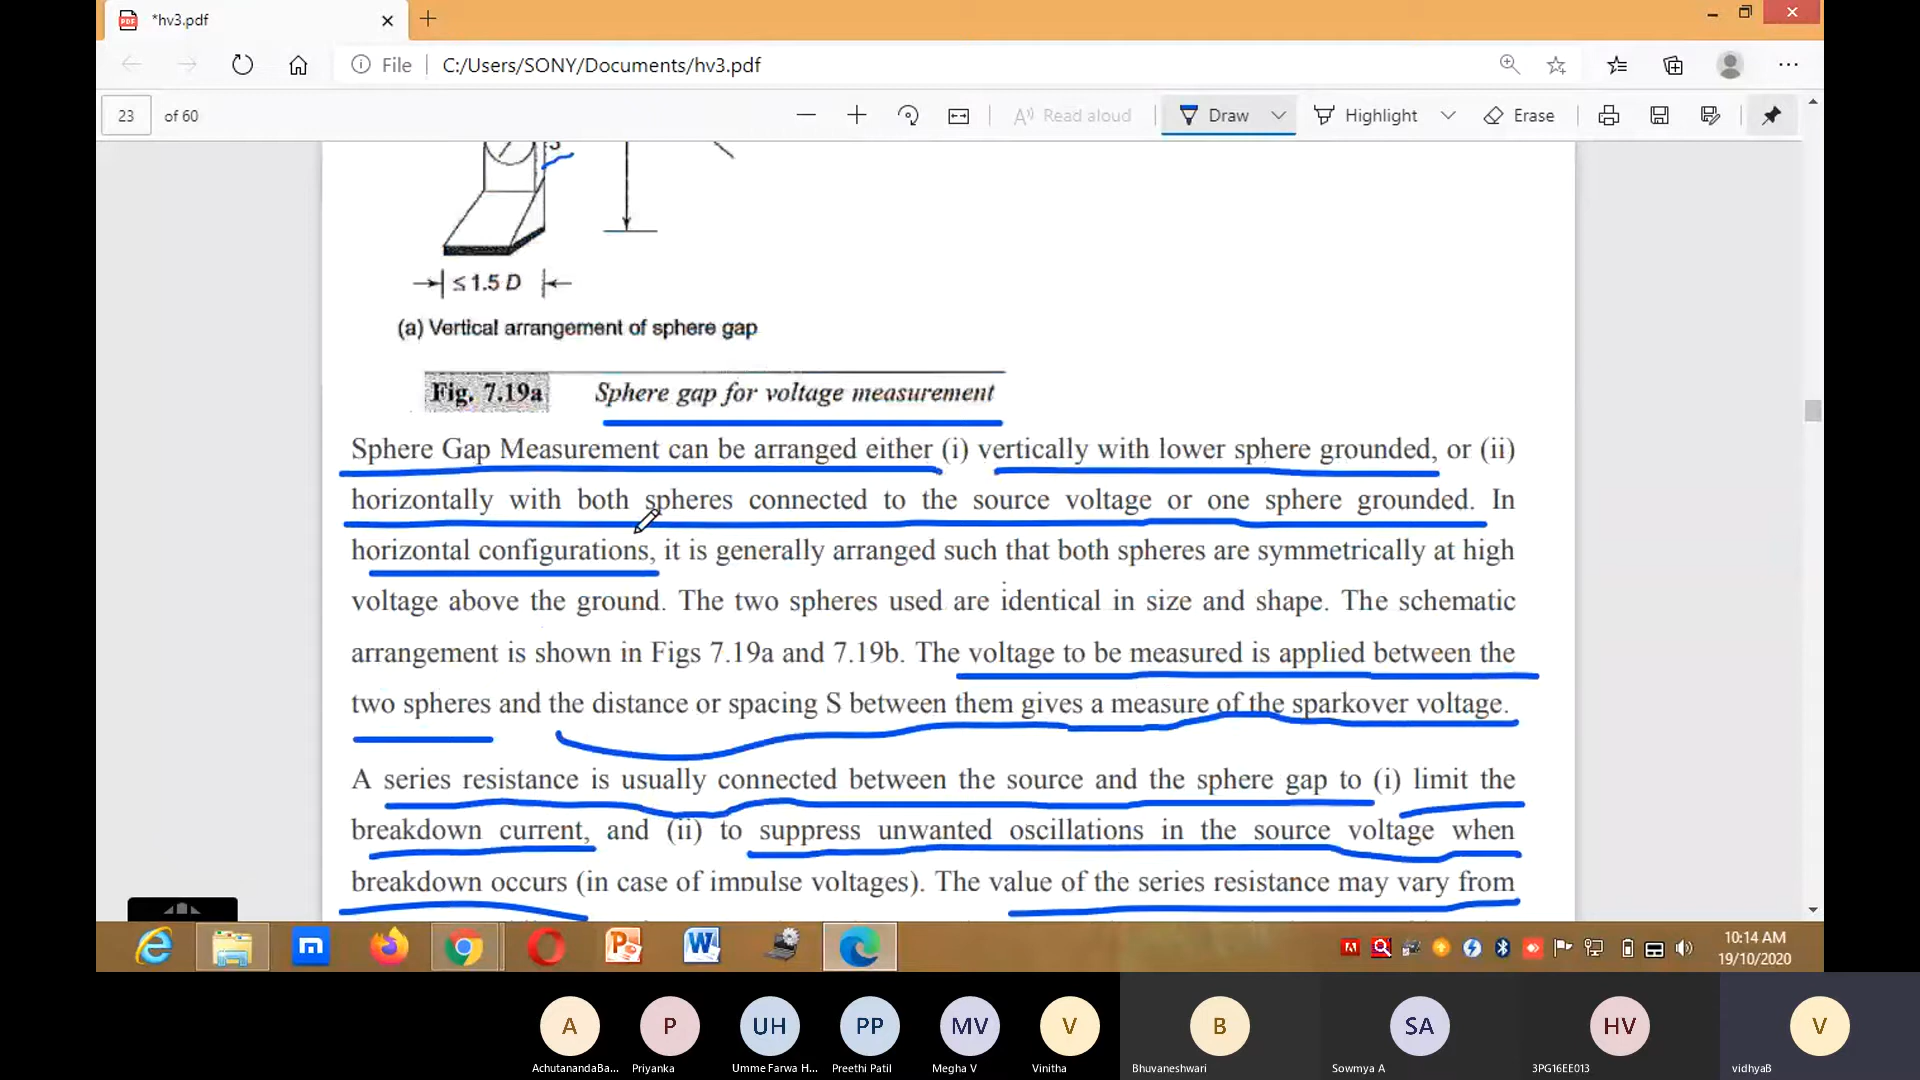 *hv3.pdf
File C:/Users/SONY/Documents/hv3.pdf
23 of 60 Read aloud Draw Highlight Erase
≤ 1.5 D
(a) Vertical arrangement of sphere gap
Fig. 7.19a Sphere gap for voltage measurement
Sphere Gap Measurement can be arranged either (i) vertically with lower sphere grounded, or (ii)
horizontally with both spheres connected to the source voltage or one sphere grounded. In
horizontal configurations, it is generally arranged such that both spheres are symmetrically at high
voltage above the ground. The two spheres used are identical in size and shape. The schematic
arrangement is shown in Figs 7.19a and 7.19b. The voltage to be measured is applied between the
two spheres and the distance or spacing S between them gives a measure of the sparkover voltage.
A series resistance is usually connected between the source and the sphere gap to (i) limit the
breakdown current, and (ii) to suppress unwanted oscillations in the source voltage when
breakdown occurs (in case of impulse voltages). The value of the series resistance may vary from
10:14 AM
19/10/2020
A P UH PP MV V B SA HV V
AchutanandaBa... Priyanka Umme Farwa H... Preethi Patil Megha V Vinitha Bhuvaneshwari Sowmya A 3PG16EE013 vidhyaB